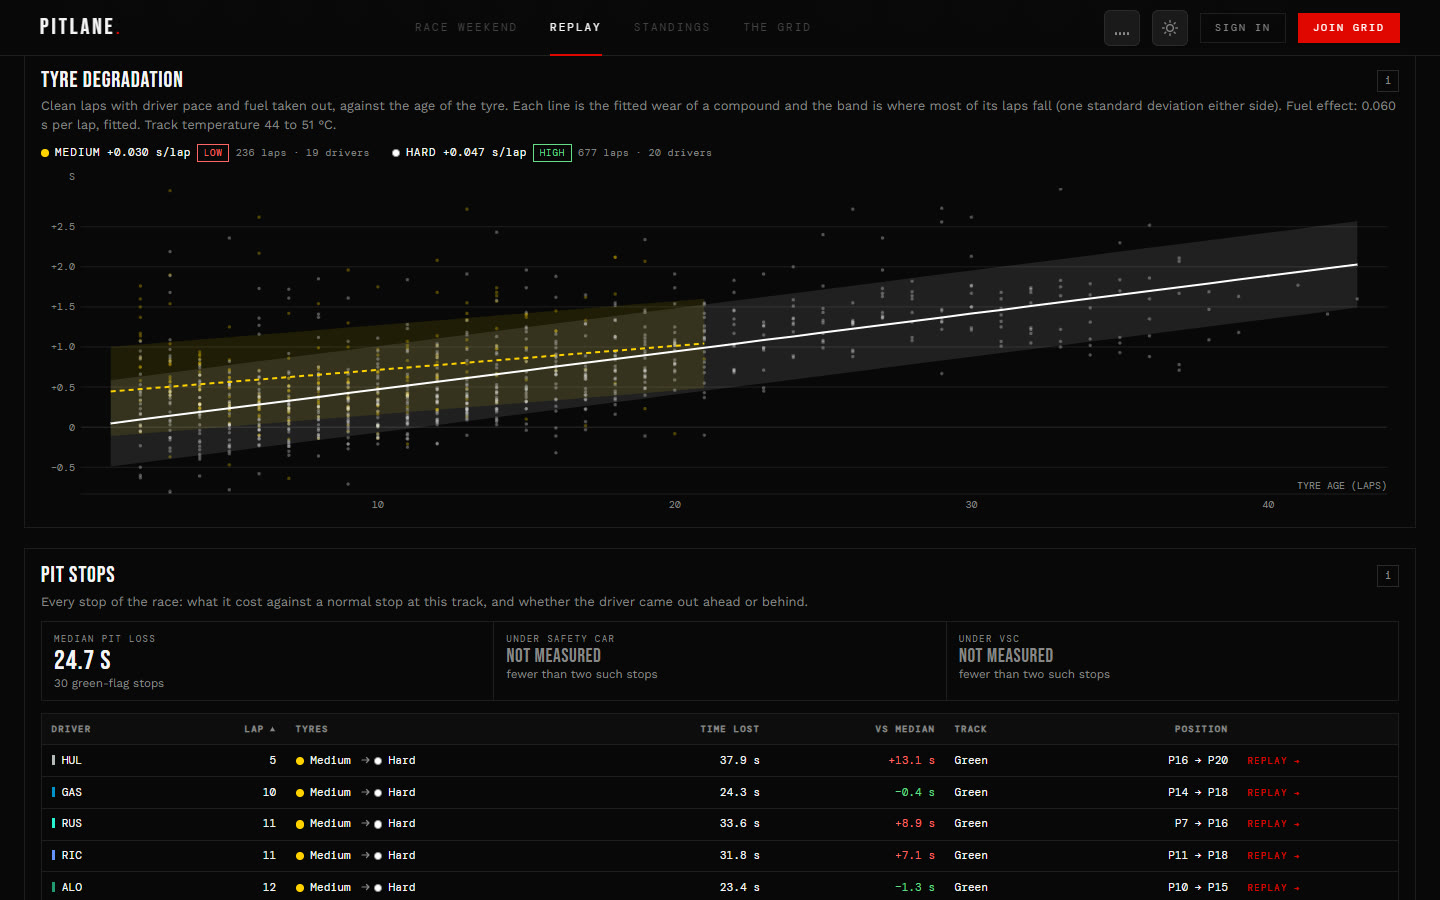 PITLANE.
RACE WEEKEND
REPLAY
STANDINGS
THE GRID
SIGN IN
JOIN GRID
TYRE DEGRADATION
i
Clean laps with driver pace and fuel taken out, against the age of the tyre. Each line is the fitted wear of a compound and the band is where most of its laps fall (one standard deviation either side). Fuel effect: 0.060
s per lap, fitted. Track temperature 44 to 51 °C.
MEDIUM +0.030 s/lap LOW 236 laps · 19 drivers HARD +0.047 s/lap HIGH 677 laps · 20 drivers
S
+2.5
+2.0
+1.5
+1.0
+0.5
0
−0.5
TYRE AGE (LAPS)
10 20 30 40
PIT STOPS
i
Every stop of the race: what it cost against a normal stop at this track, and whether the driver came out ahead or behind.
MEDIAN PIT LOSS
24.7 S
30 green-flag stops
UNDER SAFETY CAR
NOT MEASURED
fewer than two such stops
UNDER VSC
NOT MEASURED
fewer than two such stops
DRIVER LAP ▲ TYRES TIME LOST VS MEDIAN TRACK POSITION
HUL 5 Medium → Hard 37.9 s +13.1 s Green P16 → P20 REPLAY →
GAS 10 Medium → Hard 24.3 s −0.4 s Green P14 → P18 REPLAY →
RUS 11 Medium → Hard 33.6 s +8.9 s Green P7 → P16 REPLAY →
RIC 11 Medium → Hard 31.8 s +7.1 s Green P11 → P18 REPLAY →
ALO 12 Medium → Hard 23.4 s −1.3 s Green P10 → P15 REPLAY →